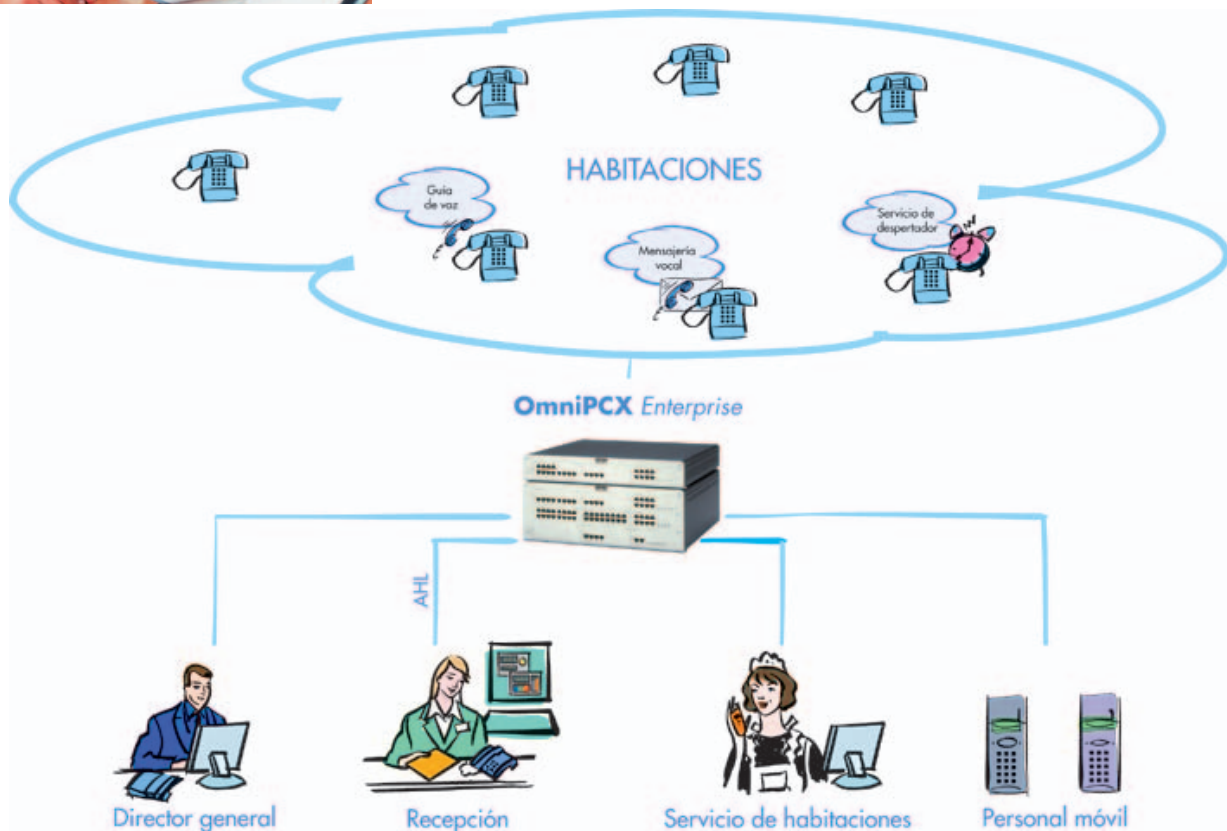 HABITACIONES
Guía
de voz
Mensajería
vocal
Servicio de
despertador
OmniPCX Enterprise
AHL
Director general
Recepción
Servicio de habitaciones
Personal móvil